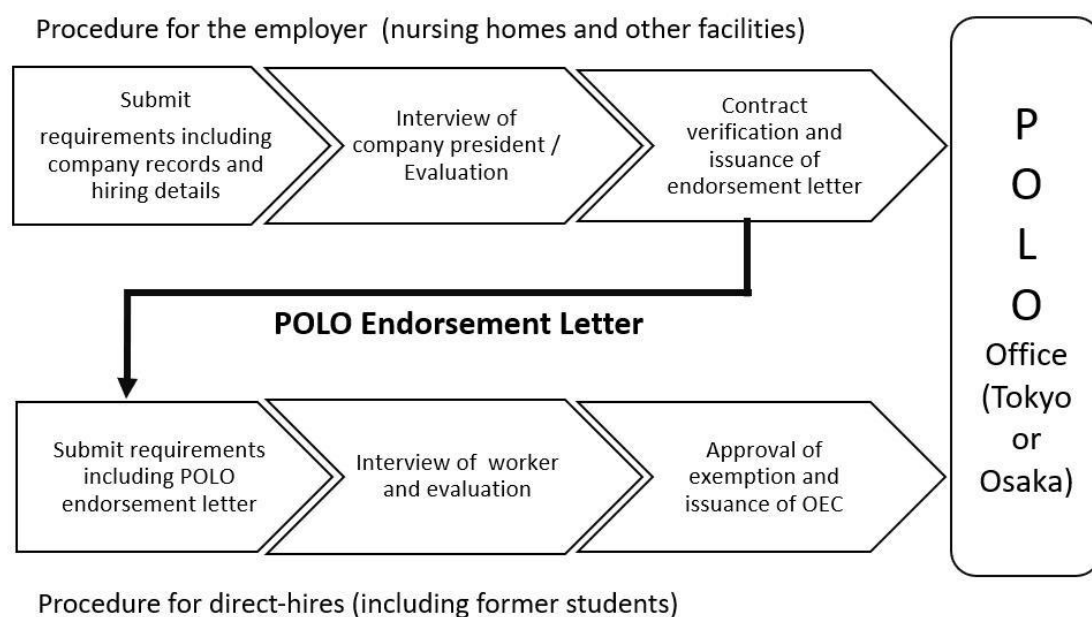 Procedure for the employer (nursing homes and other facilities)
Submit
requirements including
company records and
hiring details
Interview of
company president /
Evaluation
Contract
verification and
issuance of
endorsement letter
POLO Endorsement Letter
Submit requirements
including POLO
endorsement letter
Interview of worker
and evaluation
Approval of
exemption and
issuance of OEC
Procedure for direct-hires (including former students)
P
O
L
O
Office
(Tokyo
or
Osaka)